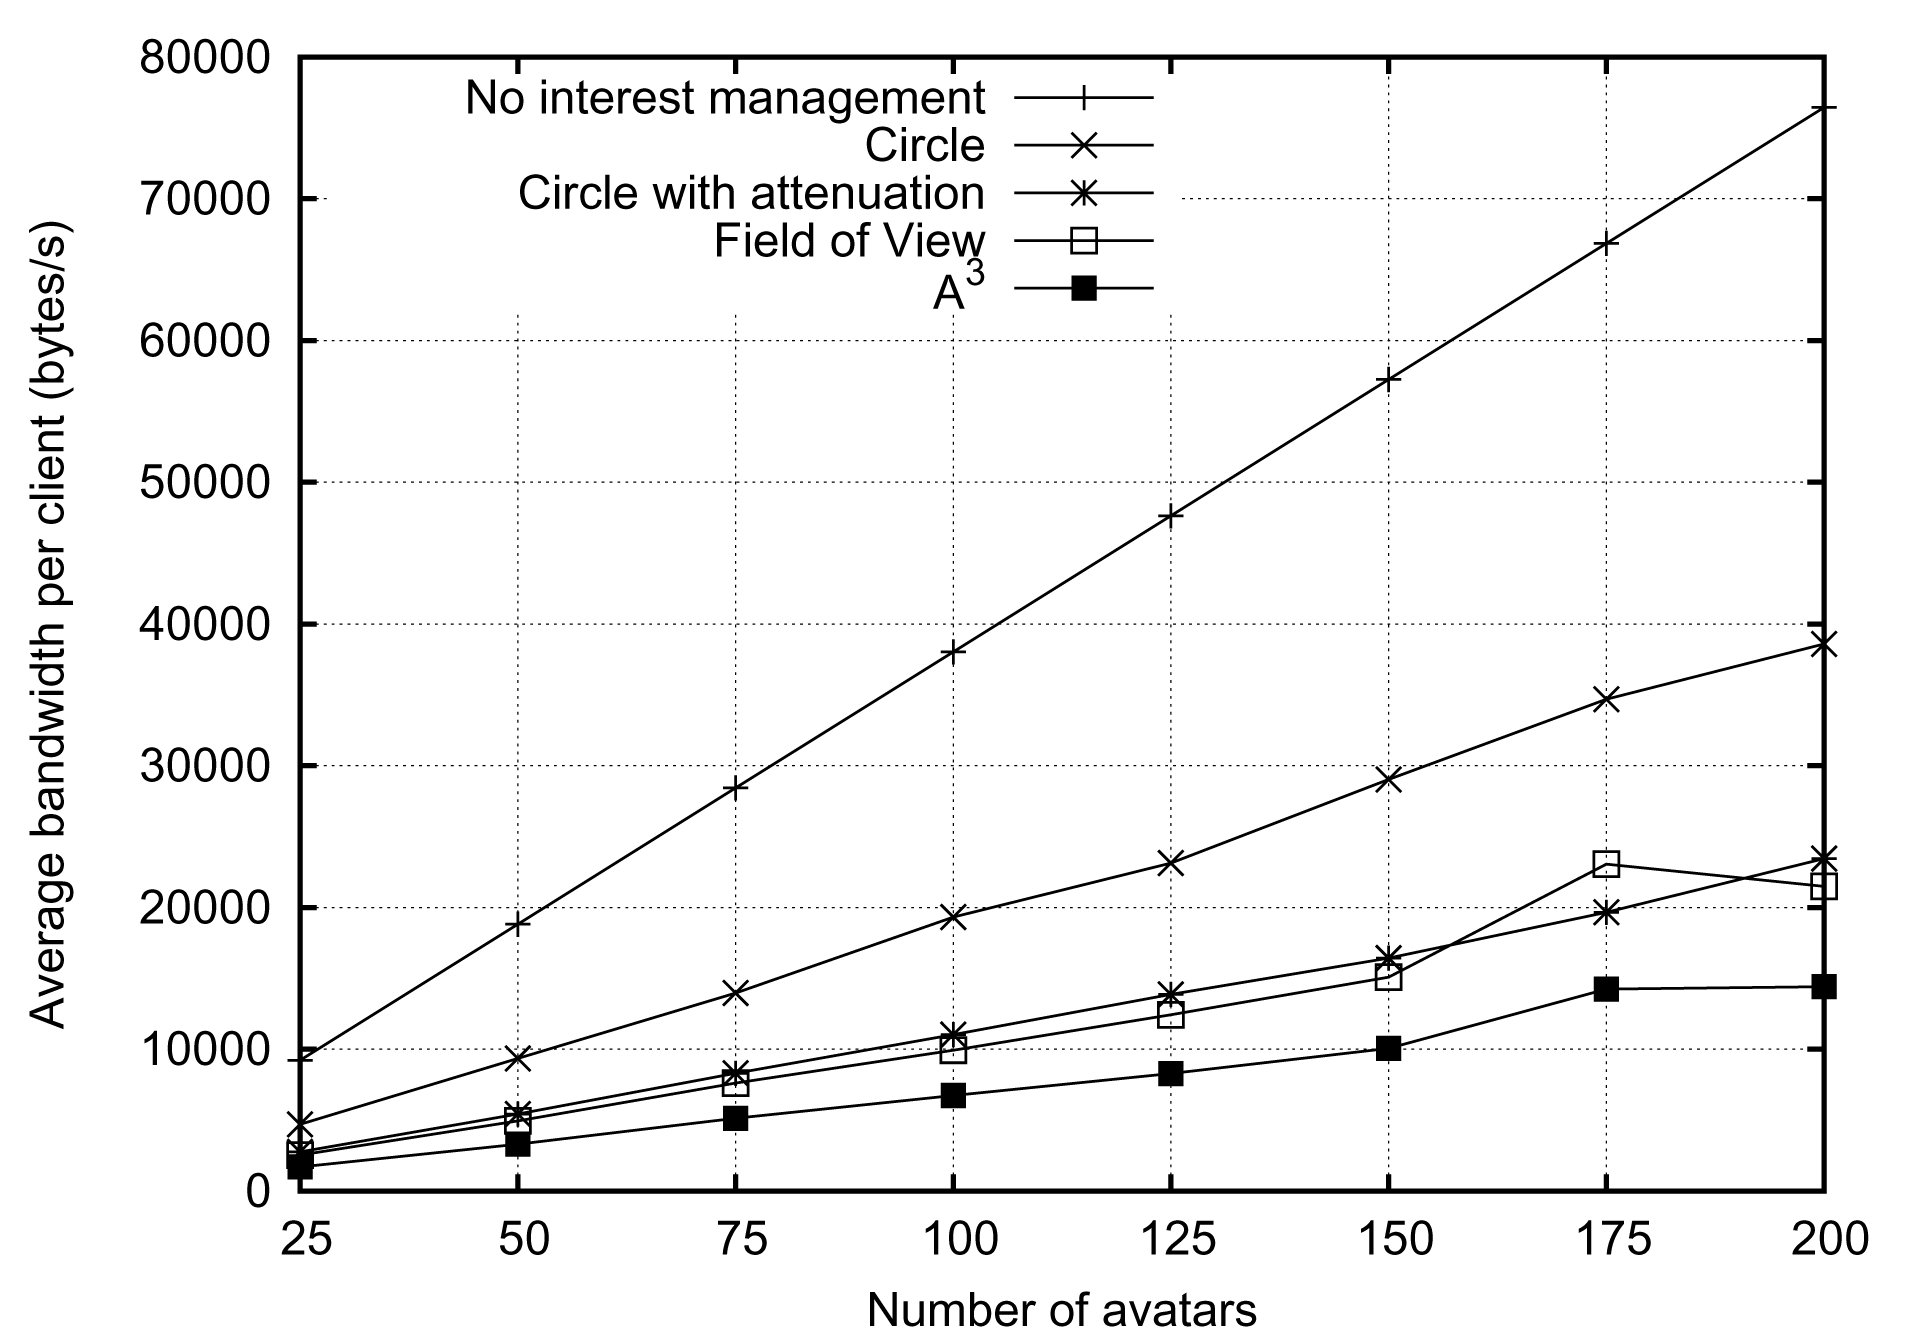 80000
70000
60000
50000
40000
30000
20000
10000
0
Average bandwidth per client (bytes/s)
No interest management
Circle
Circle with attenuation
Field of View
A³
25 50 75 100 125 150 175 200
Number of avatars